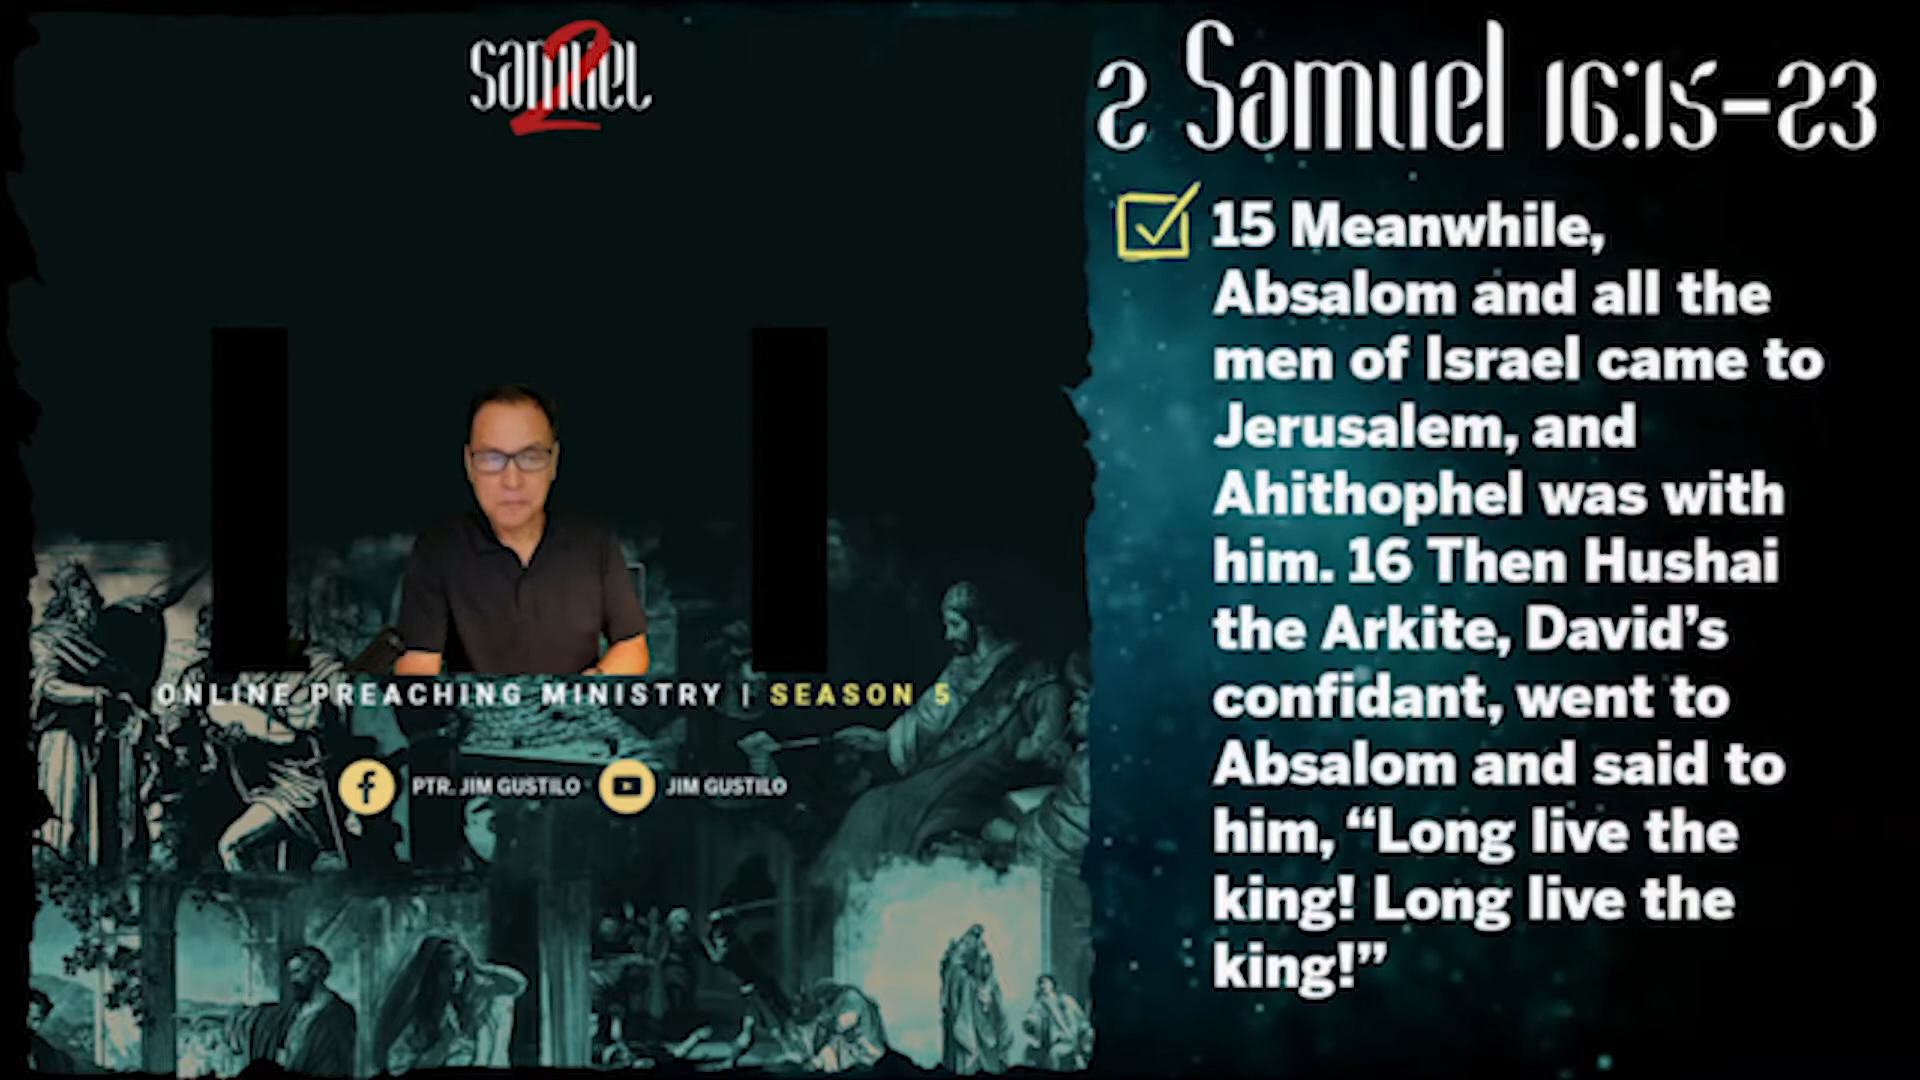 Samuel
2
ONLINE PREACHING MINISTRY | SEASON 5
PTR. JIM GUSTILO
JIM GUSTILO
2 Samuel 16:15-23
15 Meanwhile,
Absalom and all the
men of Israel came to
Jerusalem, and
Ahithophel was with
him. 16 Then Hushai
the Arkite, David’s
confidant, went to
Absalom and said to
him, “Long live the
king! Long live the
king!”